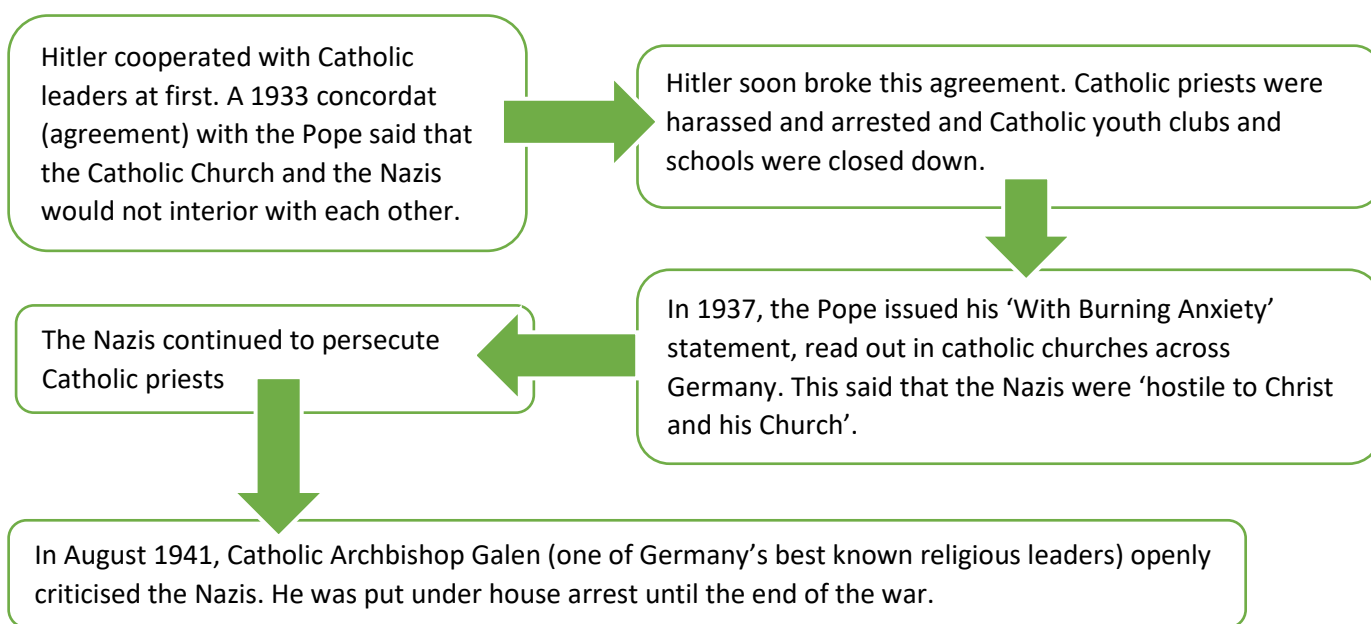 Hitler cooperated with Catholic
leaders at first. A 1933 concordat
(agreement) with the Pope said that
the Catholic Church and the Nazis
would not interior with each other.
Hitler soon broke this agreement. Catholic priests were
harassed and arrested and Catholic youth clubs and
schools were closed down.
In 1937, the Pope issued his ‘With Burning Anxiety’
statement, read out in catholic churches across
Germany. This said that the Nazis were ‘hostile to Christ
and his Church’.
The Nazis continued to persecute
Catholic priests
In August 1941, Catholic Archbishop Galen (one of Germany’s best known religious leaders) openly
criticised the Nazis. He was put under house arrest until the end of the war.